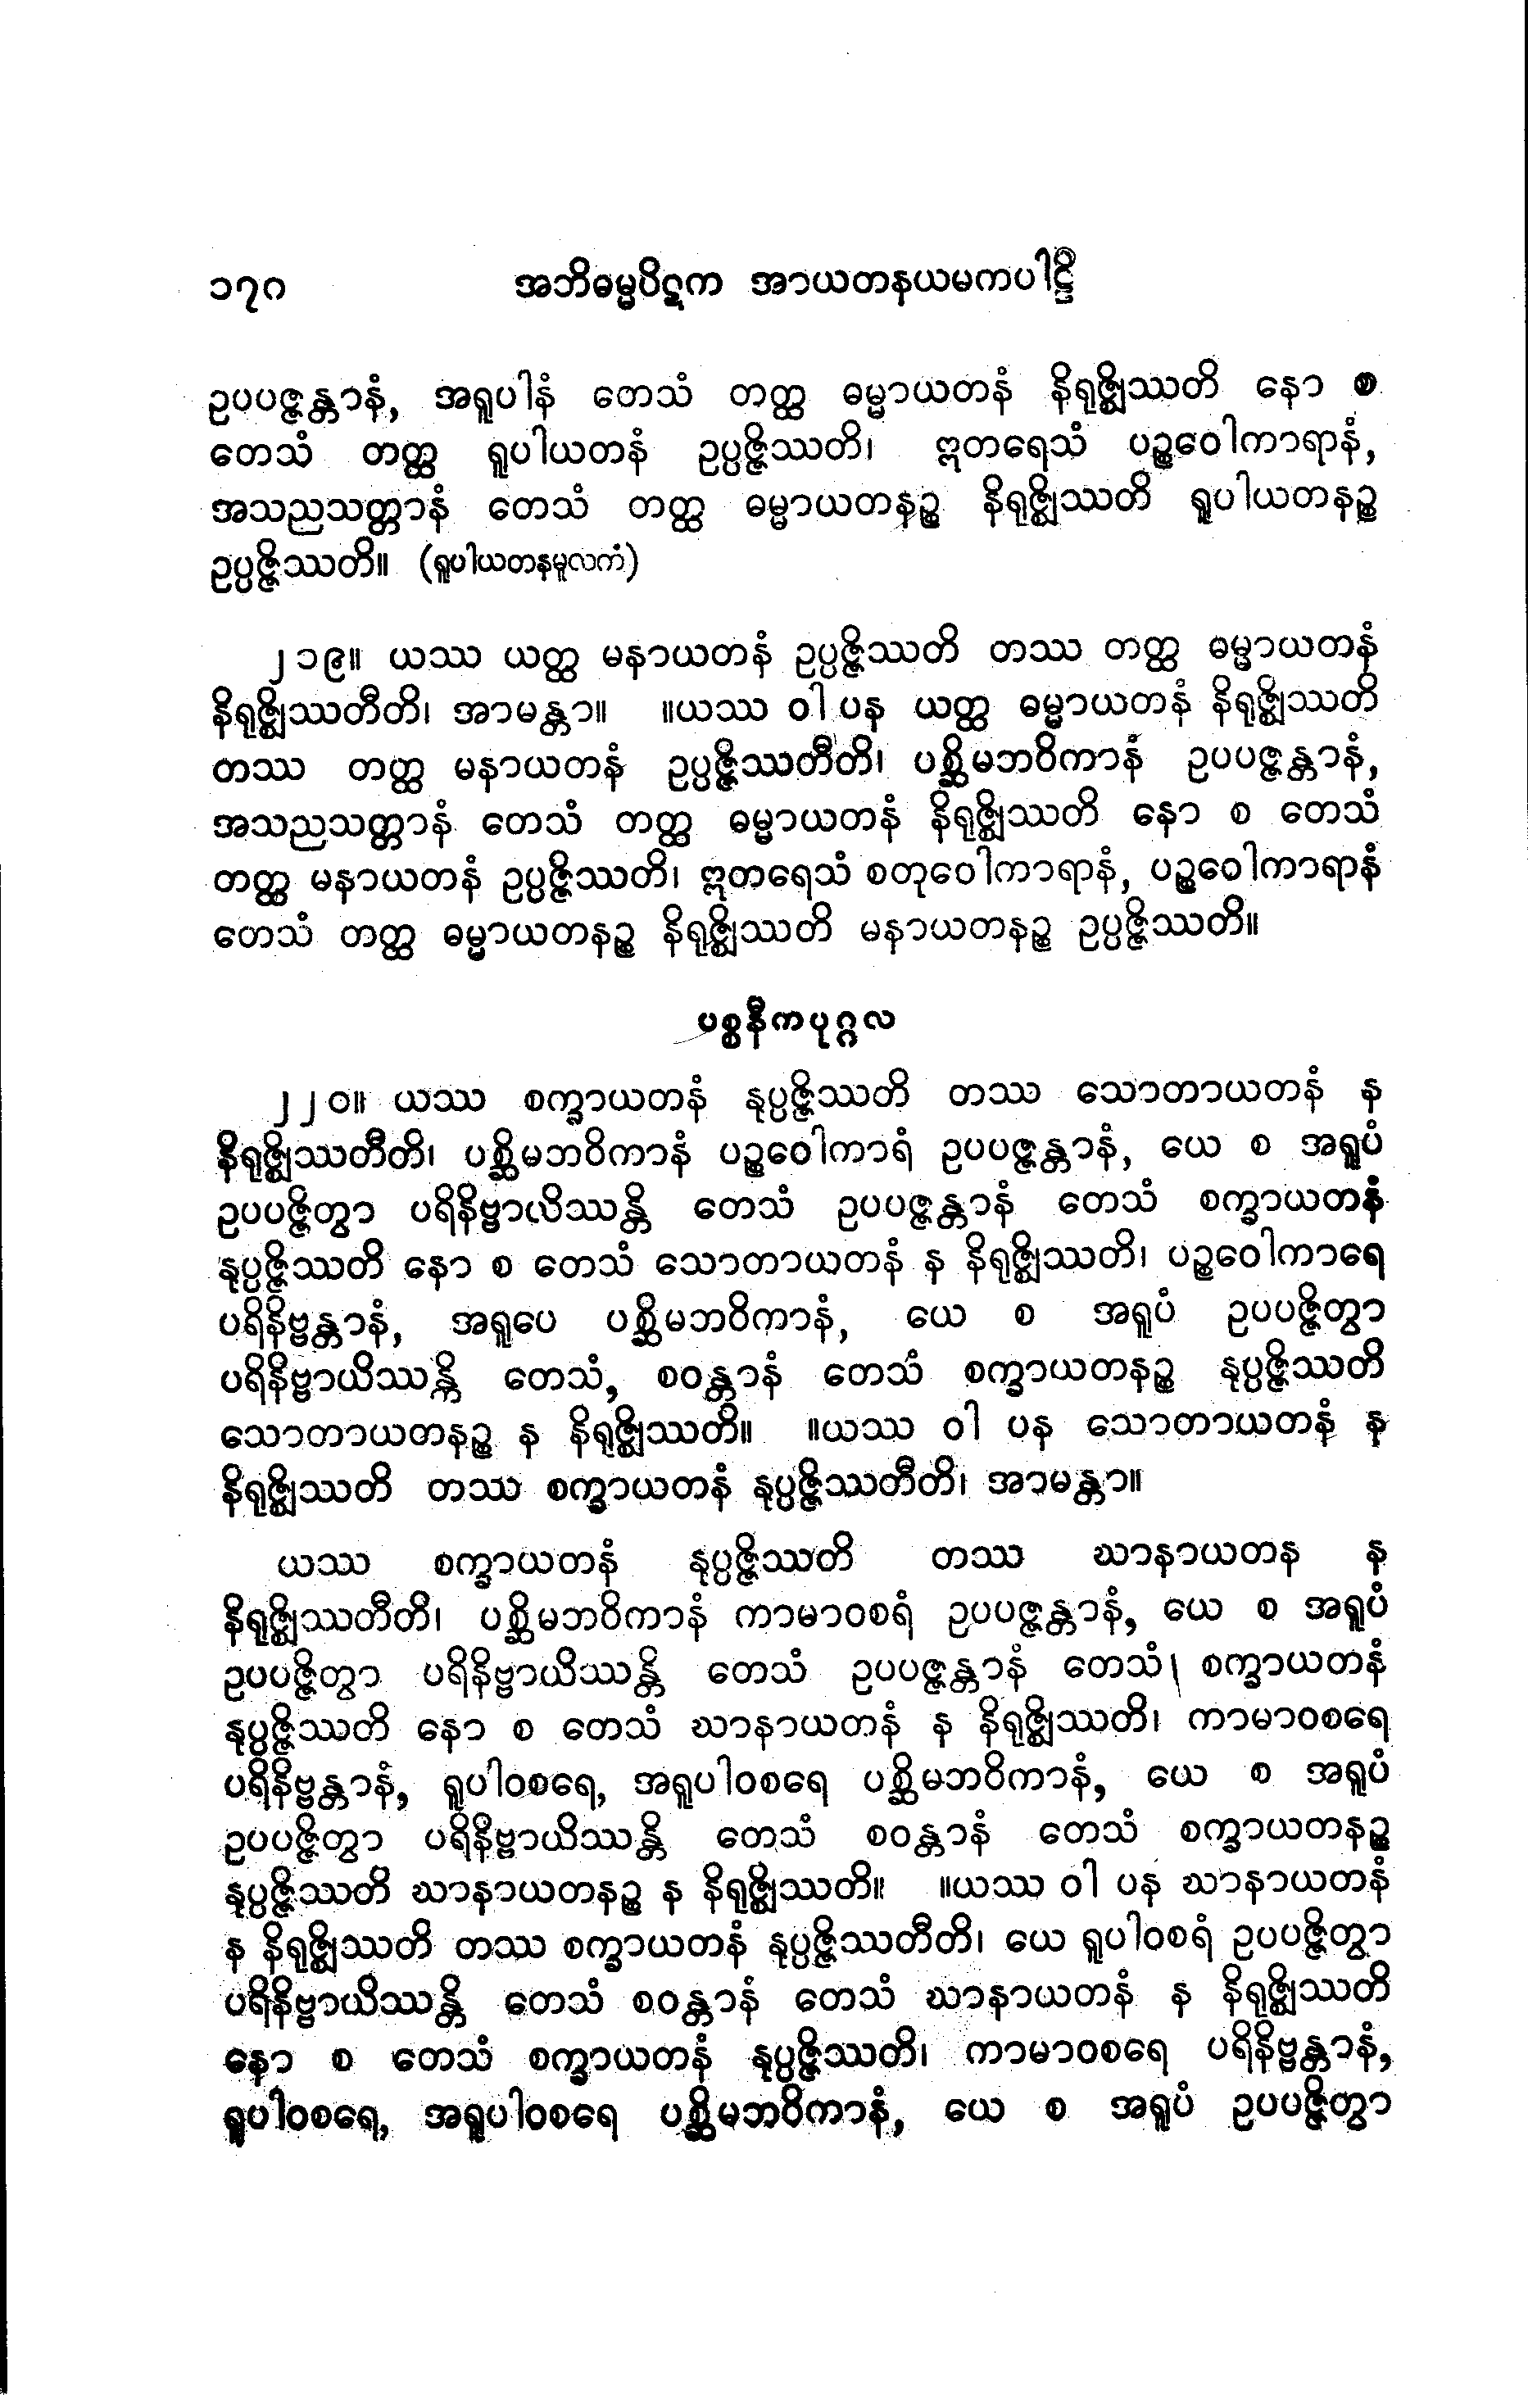 ၁၇၀ အဘိဓမ္မပိဋက အာယတနယမကပါဠိ
ဥပပဇ္ဇန္တာနံ, အရူပါနံ တေသံ တတ္ထ ဓမ္မာယတနံ နိရုဇ္ဈိဿတိ နော စ
တေသံ တတ္ထ ရူပါယတနံ ဥပ္ပဇ္ဇိဿတိ၊ ဣတရေသံ ပဉ္စဝေါကာရာနံ,
အသညသတ္တာနံ တေသံ တတ္ထ ဓမ္မာယတနဉ္စ နိရုဇ္ဈိဿတိ ရူပါယတနဉ္စ
ဥပ္ပဇ္ဇိဿတိ။ (ရူပါယတနမူလကံ)
၂၁၉။ ယဿ ယတ္ထ မနာယတနံ ဥပ္ပဇ္ဇိဿတိ တဿ တတ္ထ ဓမ္မာယတနံ
နိရုဇ္ဈိဿတီတိ၊ အာမန္တာ။ ။ယဿ ဝါ ပန ယတ္ထ ဓမ္မာယတနံ နိရုဇ္ဈိဿတိ
တဿ တတ္ထ မနာယတနံ ဥပ္ပဇ္ဇိဿတီတိ၊ ပစ္ဆိမဘဝိကာနံ ဥပပဇ္ဇန္တာနံ,
အသညသတ္တာနံ တေသံ တတ္ထ ဓမ္မာယတနံ နိရုဇ္ဈိဿတိ နော စ တေသံ
တတ္ထ မနာယတနံ ဥပ္ပဇ္ဇိဿတိ၊ ဣတရေသံ စတုဝေါကာရာနံ, ပဉ္စဝေါကာရာနံ
တေသံ တတ္ထ ဓမ္မာယတနဉ္စ နိရုဇ္ဈိဿတိ မနာယတနဉ္စ ဥပ္ပဇ္ဇိဿတိ။
ပစ္စနီကပုဂ္ဂလ
၂၂၀။ ယဿ စက္ခာယတနံ နုပ္ပဇ္ဇိဿတိ တဿ သောတာယတနံ န
နိရုဇ္ဈိဿတီတိ၊ ပစ္ဆိမဘဝိကာနံ ပဉ္စဝေါကာရံ ဥပပဇ္ဇန္တာနံ, ယေ စ အရူပံ
ဥပပဇ္ဇိတွာ ပရိနိဗ္ဗာယိဿန္တိ တေသံ ဥပပဇ္ဇန္တာနံ တေသံ စက္ခာယတနံ
နုပ္ပဇ္ဇိဿတိ နော စ တေသံ သောတာယတနံ န နိရုဇ္ဈိဿတိ၊ ပဉ္စဝေါကာရေ
ပရိနိဗ္ဗန္တာနံ, အရူပေ ပစ္ဆိမဘဝိကာနံ, ယေ စ အရူပံ ဥပပဇ္ဇိတွာ
ပရိနိဗ္ဗာယိဿန္တိ တေသံ, စဝန္တာနံ တေသံ စက္ခာယတနဉ္စ နုပ္ပဇ္ဇိဿတိ
သောတာယတနဉ္စ န နိရုဇ္ဈိဿတိ။ ။ယဿ ဝါ ပန သောတာယတနံ န
နိရုဇ္ဈိဿတိ တဿ စက္ခာယတနံ နုပ္ပဇ္ဇိဿတီတိ၊ အာမန္တာ။
ယဿ စက္ခာယတနံ နုပ္ပဇ္ဇိဿတိ တဿ ဃာနာယတန န
နိရုဇ္ဈိဿတီတိ၊ ပစ္ဆိမဘဝိကာနံ ကာမာဝစရံ ဥပပဇ္ဇန္တာနံ, ယေ စ အရူပံ
ဥပပဇ္ဇိတွာ ပရိနိဗ္ဗာယိဿန္တိ တေသံ ဥပပဇ္ဇန္တာနံ တေသံ စက္ခာယတနံ
နုပ္ပဇ္ဇိဿတိ နော စ တေသံ ဃာနာယတနံ န နိရုဇ္ဈိဿတိ၊ ကာမာဝစရေ
ပရိနိဗ္ဗန္တာနံ, ရူပါဝစရေ, အရူပါဝစရေ ပစ္ဆိမဘဝိကာနံ, ယေ စ အရူပံ
ဥပပဇ္ဇိတွာ ပရိနိဗ္ဗာယိဿန္တိ တေသံ စဝန္တာနံ တေသံ စက္ခာယတနဉ္စ
နုပ္ပဇ္ဇိဿတိ ဃာနာယတနဉ္စ န နိရုဇ္ဈိဿတိ။ ။ယဿ ဝါ ပန ဃာနာယတနံ
န နိရုဇ္ဈိဿတိ တဿ စက္ခာယတနံ နုပ္ပဇ္ဇိဿတီတိ၊ ယေ ရူပါဝစရံ ဥပပဇ္ဇိတွာ
ပရိနိဗ္ဗာယိဿန္တိ တေသံ စဝန္တာနံ တေသံ ဃာနာယတနံ န နိရုဇ္ဈိဿတိ
နော စ တေသံ စက္ခာယတနံ နုပ္ပဇ္ဇိဿတိ၊ ကာမာဝစရေ ပရိနိဗ္ဗန္တာနံ,
ရူပါဝစရေ, အရူပါဝစရေ ပစ္ဆိမဘဝိကာနံ, ယေ စ အရူပံ ဥပပဇ္ဇိတွာ